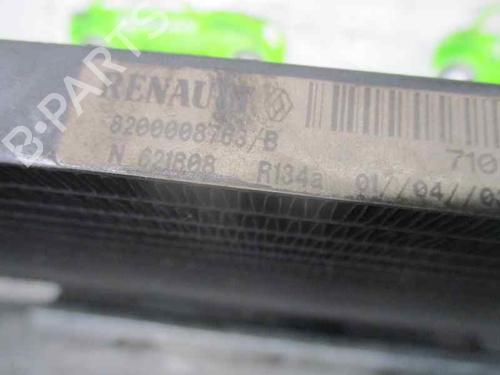 RENAULT
8200008763/B
710
N 621808 R134a 01//04//0
B-PARTS